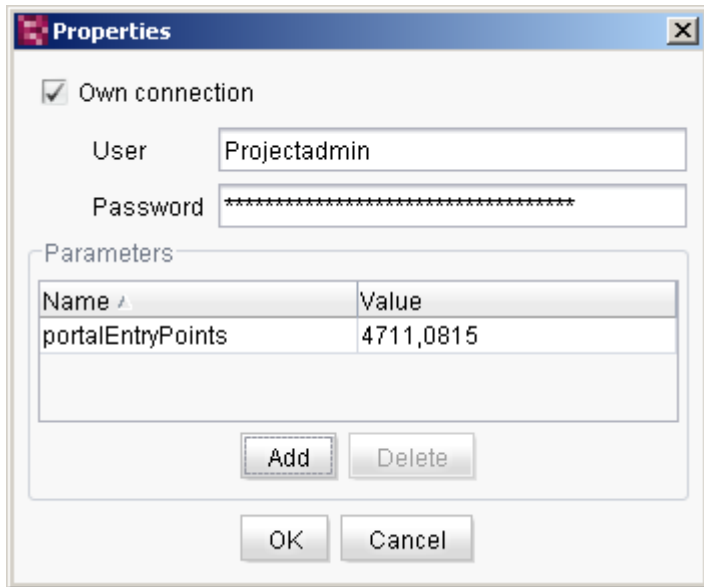 Properties
Own connection
User Projectadmin
Password ***********************************
Parameters
Name Value
portalEntryPoints 4711,0815
Add Delete
OK Cancel